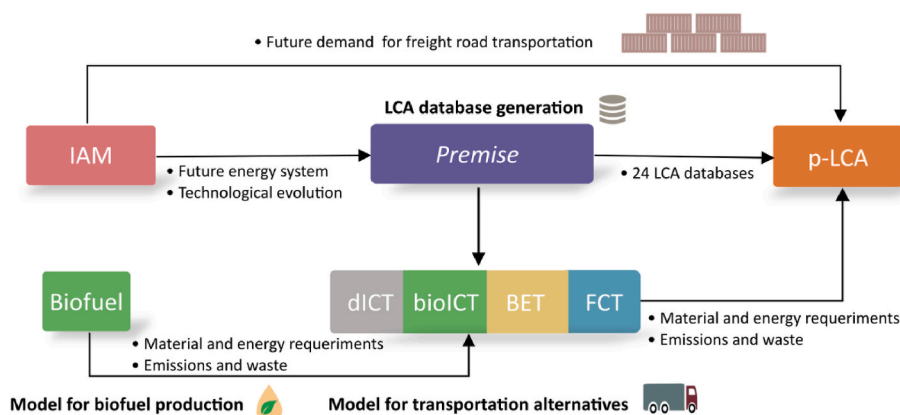 • Future demand for freight road transportation
LCA database generation
IAM
Premise
p-LCA
• Future energy system
• Technological evolution
• 24 LCA databases
Biofuel
dICT
bioICT
BET
FCT
• Material and energy requeriments
• Emissions and waste
• Material and energy requeriments
• Emissions and waste
Model for biofuel production
Model for transportation alternatives